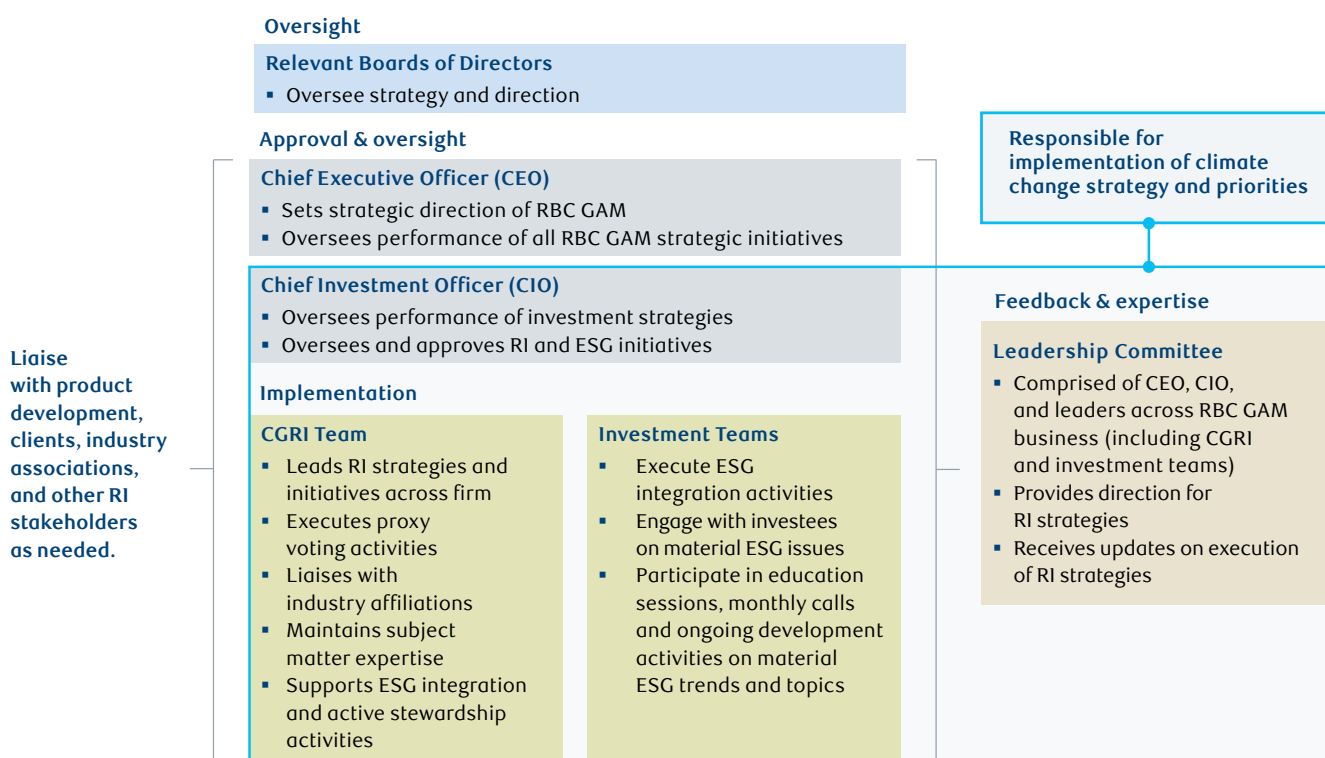 Oversight
Relevant Boards of Directors
▪ Oversee strategy and direction
Approval & oversight
Chief Executive Officer (CEO)
▪ Sets strategic direction of RBC GAM
▪ Oversees performance of all RBC GAM strategic initiatives
Chief Investment Officer (CIO)
▪ Oversees performance of investment strategies
▪ Oversees and approves RI and ESG initiatives
Liaise
with product
development,
clients, industry
associations,
and other RI
stakeholders
as needed.
Implementation
CGRI Team
▪ Leads RI strategies and
initiatives across firm
▪ Executes proxy
voting activities
▪ Liaises with
industry affiliations
▪ Maintains subject
matter expertise
▪ Supports ESG integration
and active stewardship
activities
Investment Teams
▪ Execute ESG
integration activities
▪ Engage with investees
on material ESG issues
▪ Participate in education
sessions, monthly calls
and ongoing development
activities on material
ESG trends and topics
Responsible for
implementation of climate
change strategy and priorities
Feedback & expertise
Leadership Committee
▪ Comprised of CEO, CIO,
and leaders across RBC GAM
business (including CGRI
and investment teams)
▪ Provides direction for
RI strategies
▪ Receives updates on execution
of RI strategies